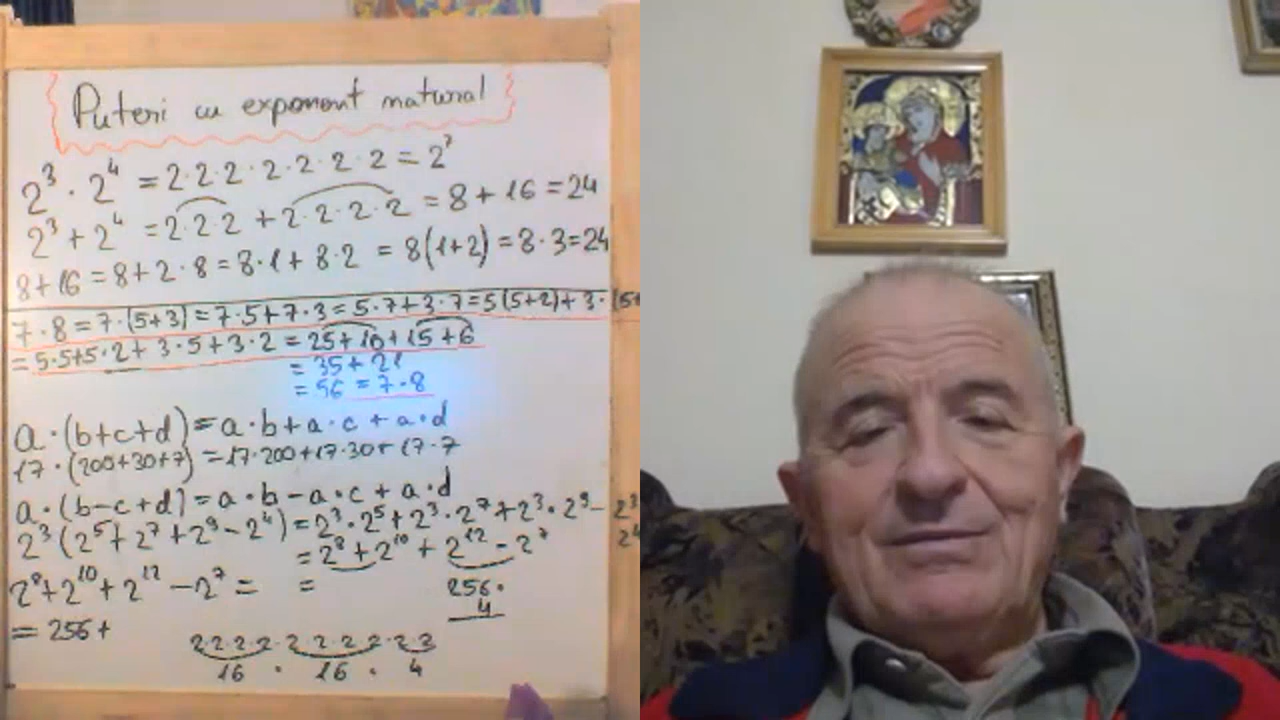 Puteri cu exponent natural
2³ · 2⁴ = 2·2·2·2·2·2·2 = 2⁷
2³ + 2⁴ = 2·2·2 + 2·2·2·2 = 8 + 16 = 24
8+16 = 8+2·8 = 8·1 + 8·2 = 8(1+2) = 8·3=24
7·8 = 7·(5+3) = 7·5+7·3 = 5·7+3·7=5(5+2)+3·(5+
= 5·5+5·2+3·5+3·2 = 25+10+15+6
= 35+21
= 56 = 7·8
a·(b+c+d) = a·b+a·c+a·d
17·(200+30+7) = 17·200+17·30+17·7
a·(b-c+d) = a·b-a·c+a·d
2³(2⁵+2⁷+2⁹-2⁴) = 2³·2⁵+2³·2⁷+2³·2⁹-2³
2⁴
= 2⁸+2¹⁰+2¹²-2⁷
2⁸+2¹⁰+2¹²-2⁷ = =
256·
4
= 256+
2·2·2·2·2·2·2·2·2·2
16 · 16 · 4